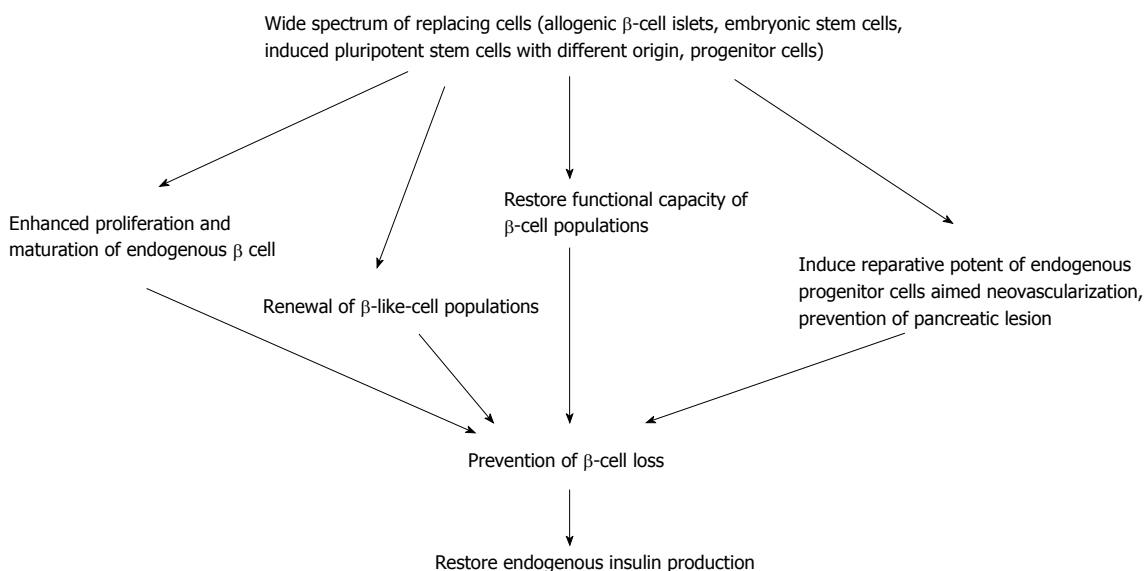 Wide spectrum of replacing cells (allogenic β-cell islets, embryonic stem cells,
induced pluripotent stem cells with different origin, progenitor cells)
Enhanced proliferation and
maturation of endogenous β cell
Renewal of β-like-cell populations
Restore functional capacity of
β-cell populations
Induce reparative potent of endogenous
progenitor cells aimed neovascularization,
prevention of pancreatic lesion
Prevention of β-cell loss
Restore endogenous insulin production